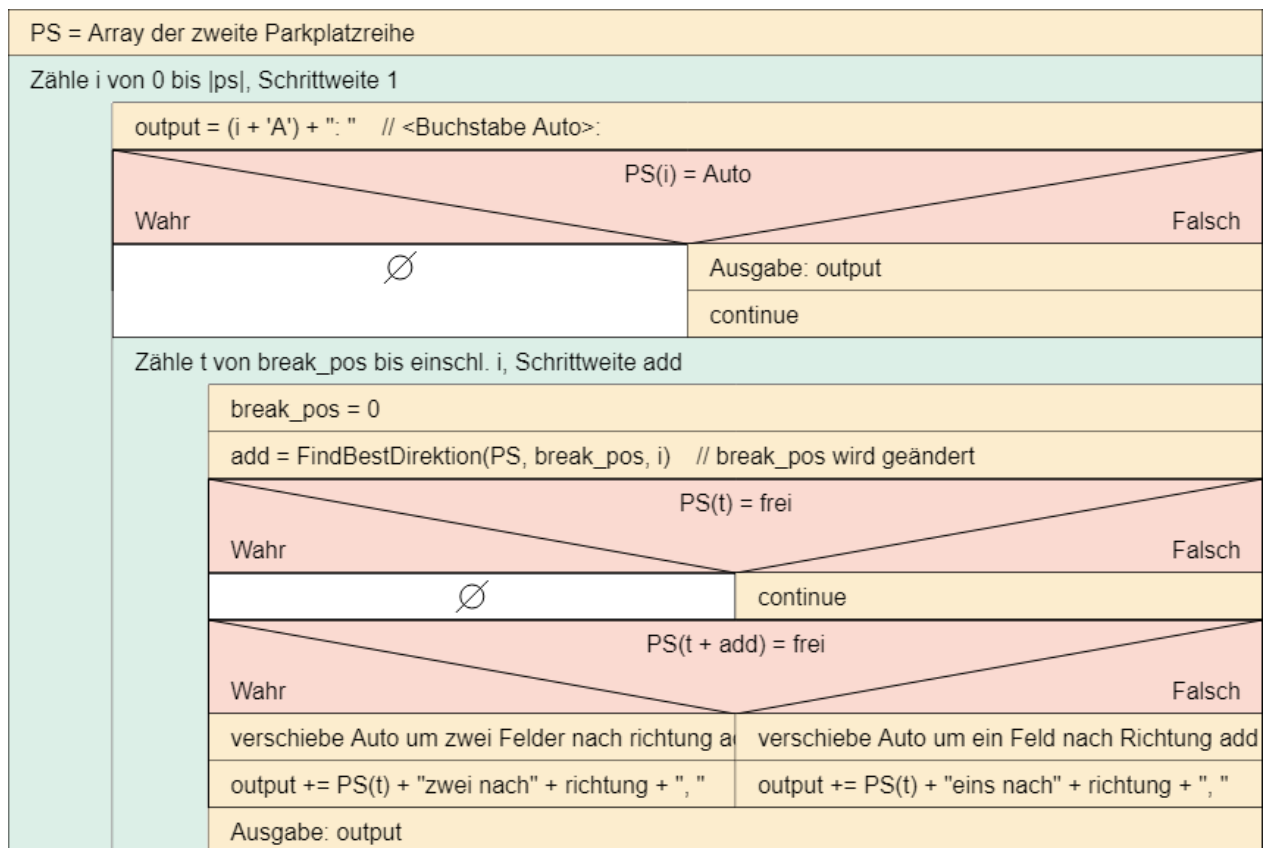 PS = Array der zweite Parkplatzreihe
Zähle i von 0 bis |ps|, Schrittweite 1
output = (i + 'A') + ": " // <Buchstabe Auto>:
PS(i) = Auto
Wahr
Falsch
∅
Ausgabe: output
continue
Zähle t von break_pos bis einschl. i, Schrittweite add
break_pos = 0
add = FindBestDirektion(PS, break_pos, i) // break_pos wird geändert
PS(t) = frei
Wahr
Falsch
∅
continue
PS(t + add) = frei
Wahr
Falsch
verschiebe Auto um zwei Felder nach richtung
verschiebe Auto um ein Feld nach Richtung add
output += PS(t) + "zwei nach" + richtung + ", "
output += PS(t) + "eins nach" + richtung + ", "
Ausgabe: output